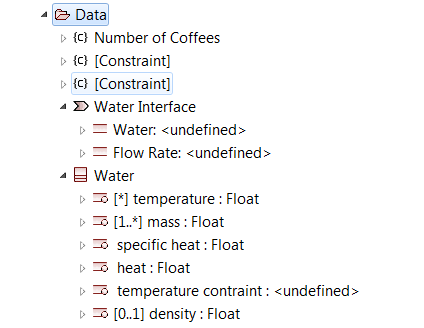 Data
{c} Number of Coffees
{c} [Constraint]
{c} [Constraint]
Water Interface
Water: <undefined>
Flow Rate: <undefined>
Water
[*] temperature : Float
[1..*] mass : Float
specific heat : Float
heat : Float
temperature contraint : <undefined>
[0..1] density : Float